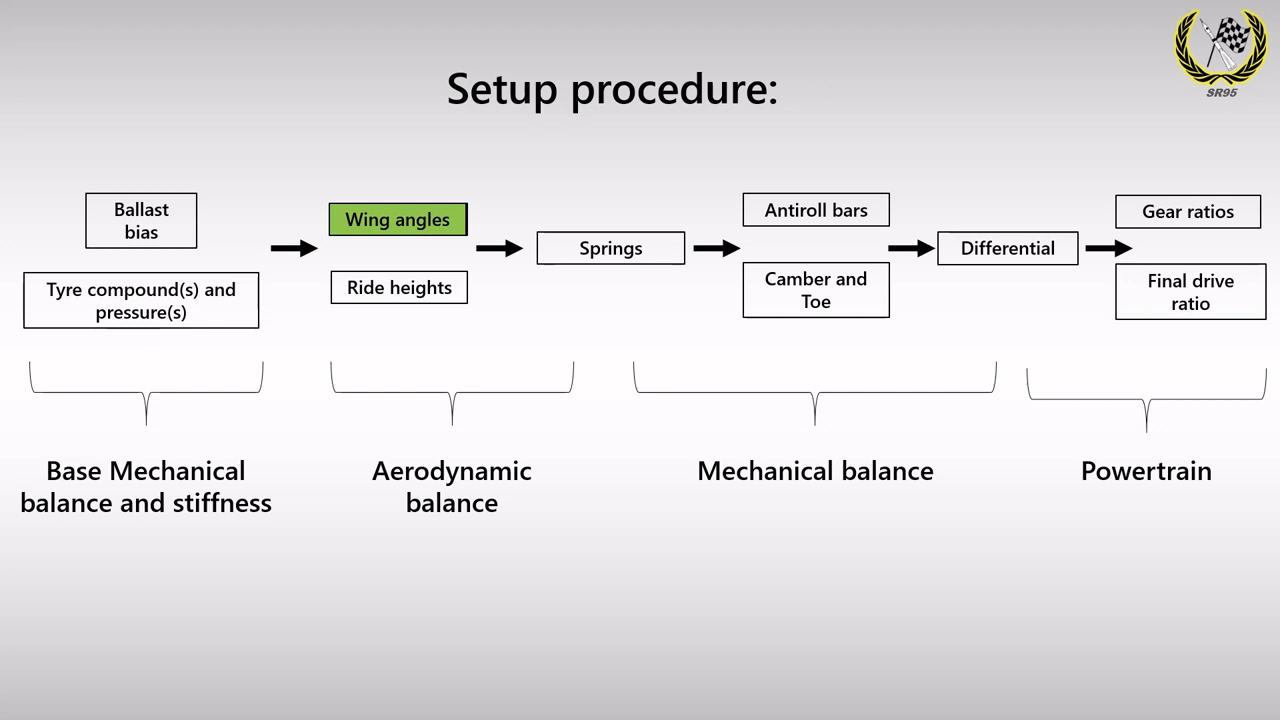 SR95
Setup procedure:
Ballast
bias
Tyre compound(s) and
pressure(s)
Wing angles
Ride heights
Springs
Antiroll bars
Camber and
Toe
Differential
Gear ratios
Final drive
ratio
Base Mechanical
balance and stiffness
Aerodynamic
balance
Mechanical balance
Powertrain